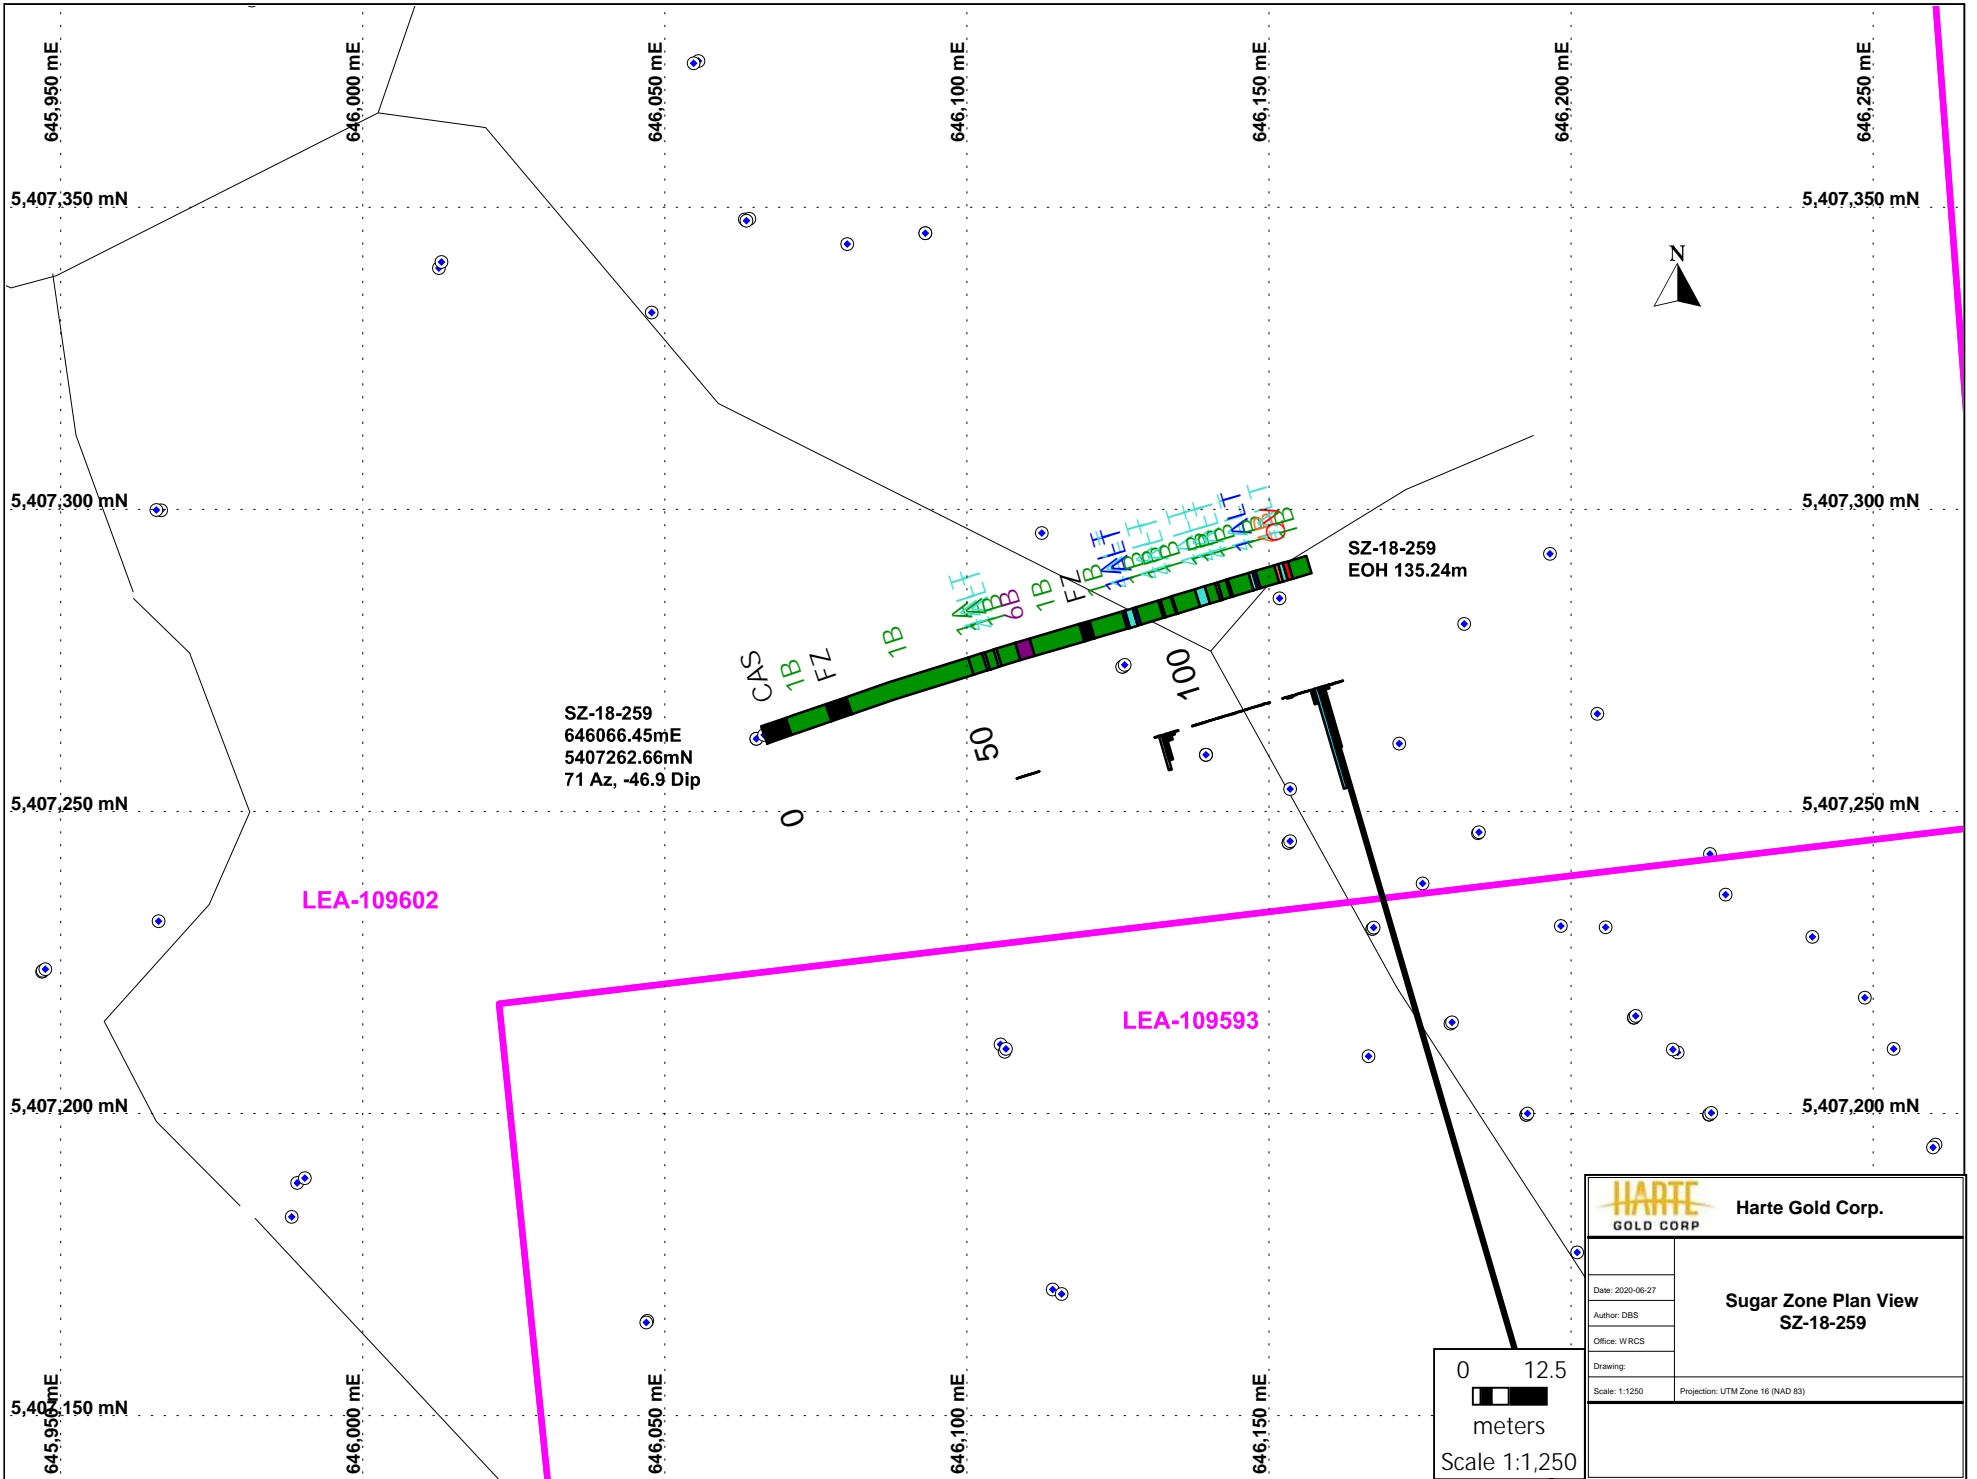 645,950 mE
646,000 mE
646,050 mE
646,100 mE
646,150 mE
646,200 mE
646,250 mE
5,407,350 mN
5,407,350 mN
N
5,407,300 mN
5,407,300 mN
SZ-18-259
EOH 135.24m
CAS
1B
FZ
1B
1B
6B
1B
FZ
1B
1B
SZ-18-259
646066.45mE
5407262.66mN
71 Az, -46.9 Dip
0
50
100
5,407,250 mN
5,407,250 mN
LEA-109602
LEA-109593
5,407,200 mN
5,407,200 mN
5,407,150 mN
645,950 mE
646,000 mE
646,050 mE
646,100 mE
646,150 mE
0 12.5
meters
Scale 1:1,250
HARTE
GOLD CORP
Harte Gold Corp.
Date: 2020-06-27
Author: DBS
Office: WRCS
Drawing:
Scale: 1:1250
Sugar Zone Plan View
SZ-18-259
Projection: UTM Zone 16 (NAD 83)